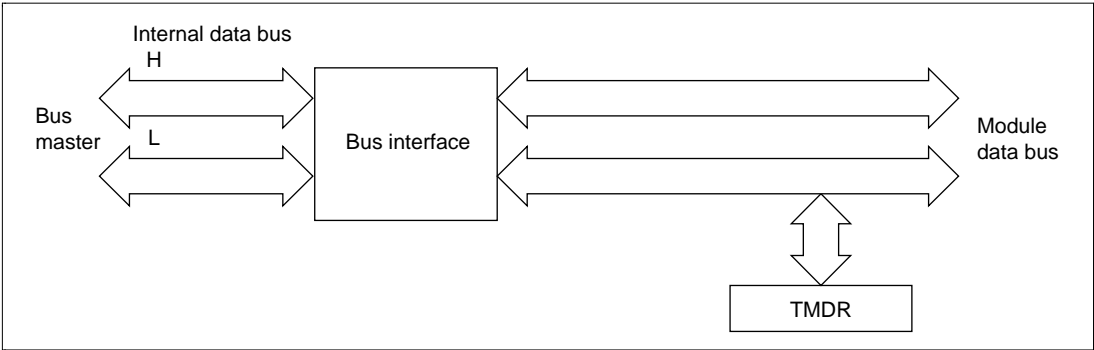 Internal data bus
H
Bus
master
L
Bus interface
Module
data bus
TMDR